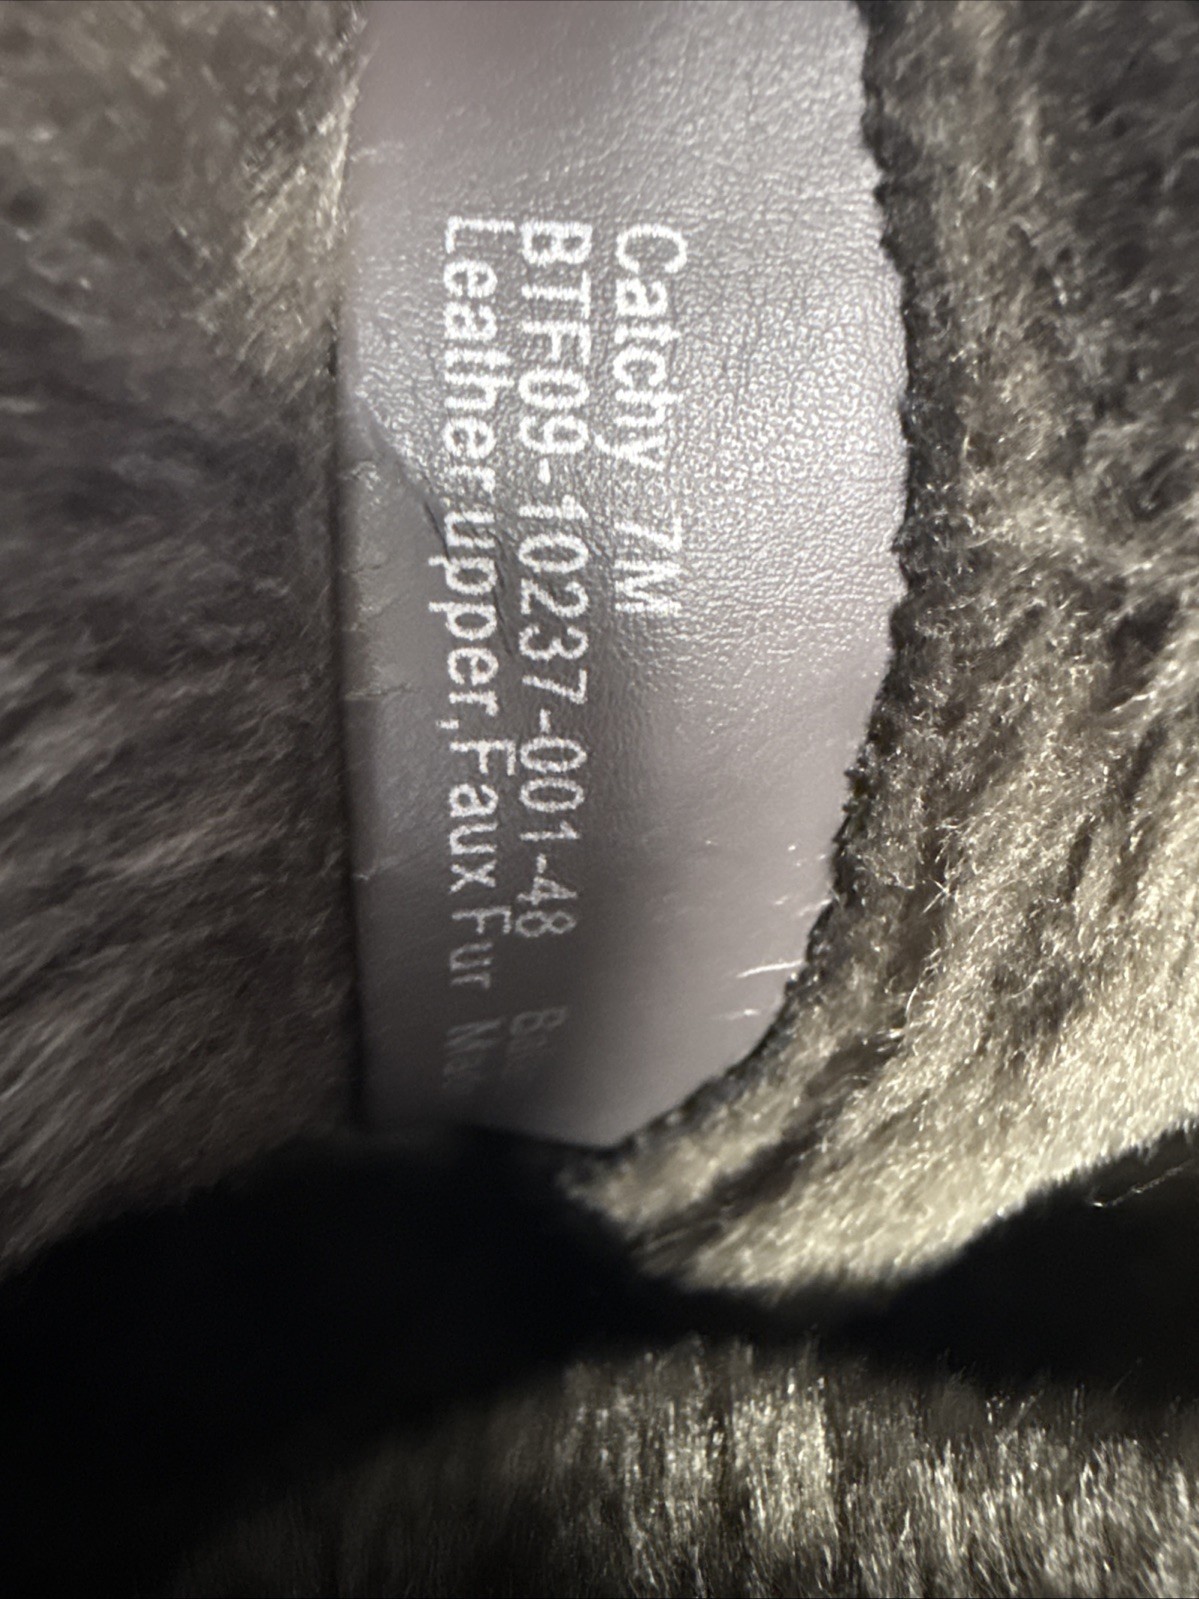 Catchy 7M
BTF09-10237-001-48
Leather upper, Faux Fur